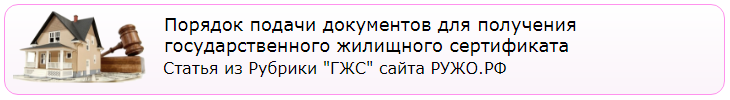 Порядок подачи документов для получения
государственного жилищного сертификата
Статья из Рубрики "ГЖС" сайта РУЖО.РФ